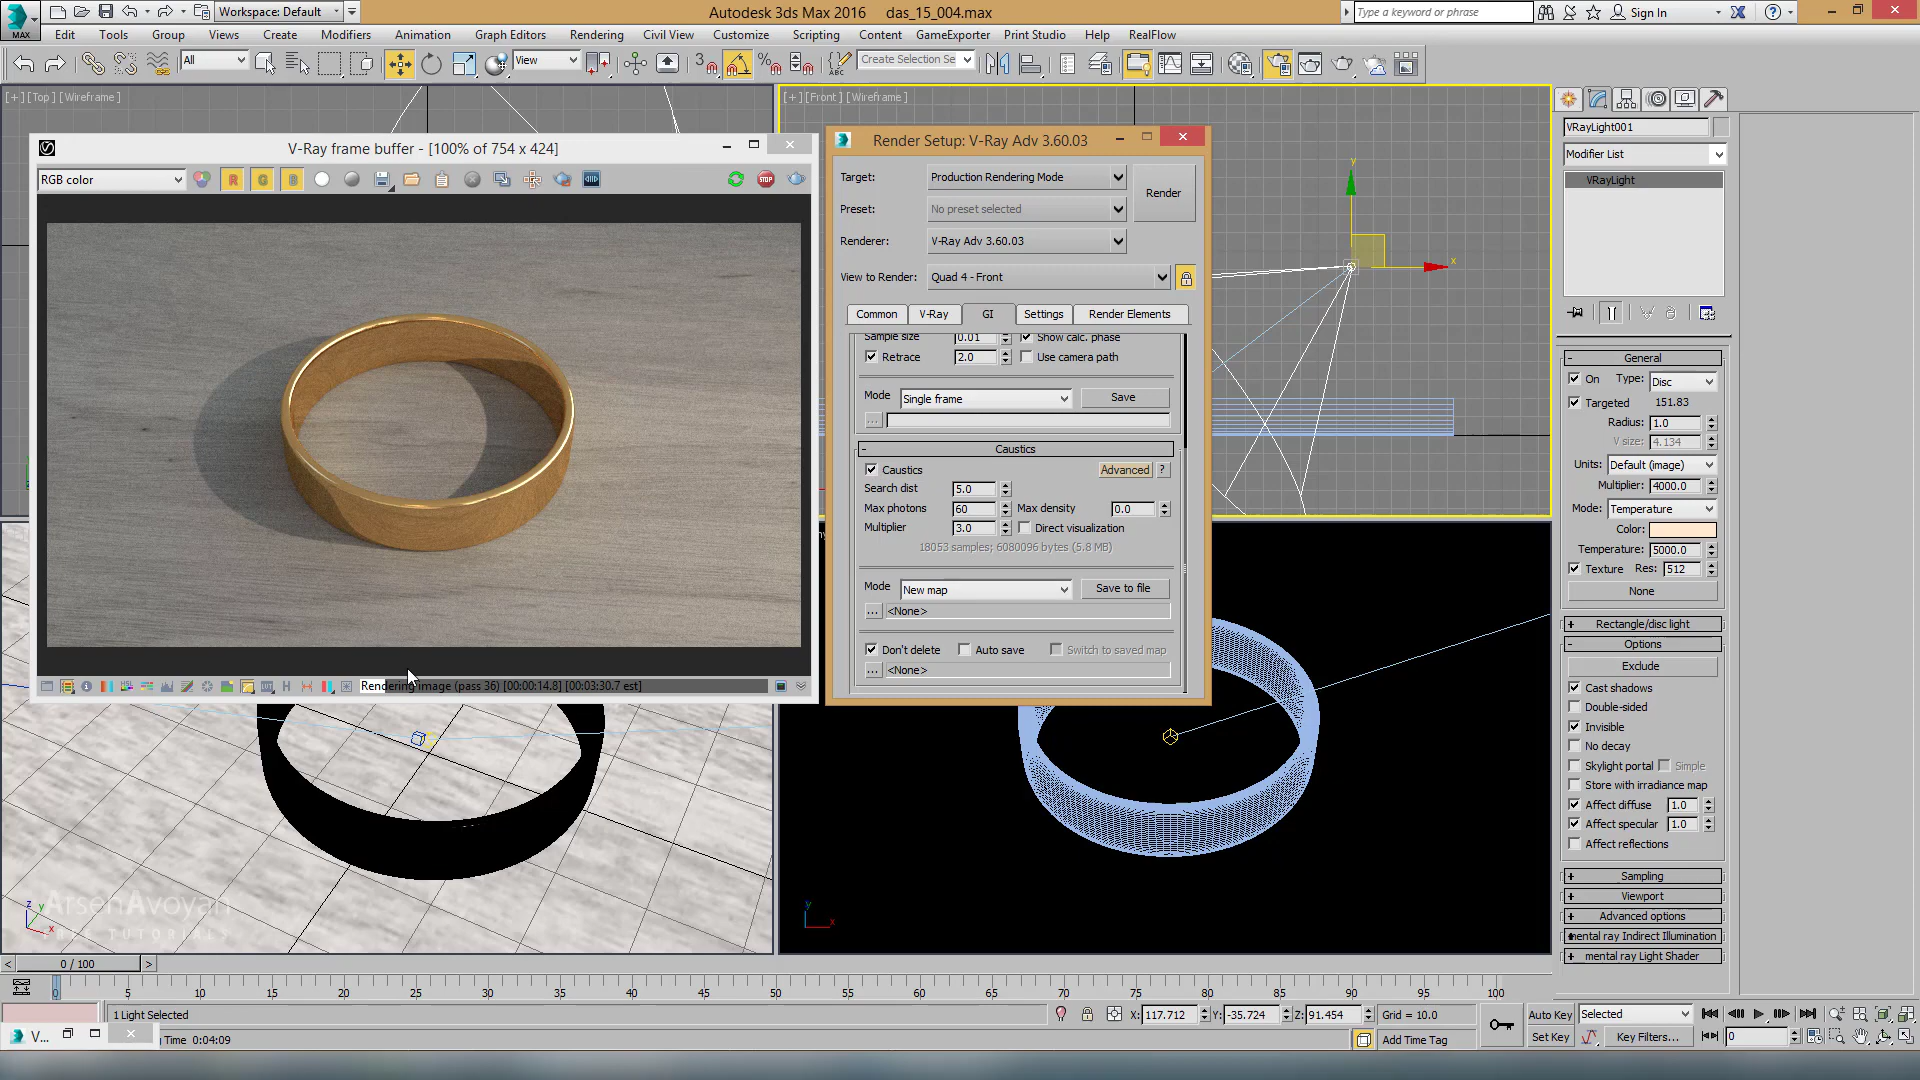 Workspace: Default
Autodesk 3ds Max 2016 das_15_004.max
Type a keyword or phrase
Sign In
MAX
Edit Tools Group Views Create Modifiers Animation Graph Editors Rendering Civil View Customize Scripting Content GameExporter Print Studio Help RealFlow
All
View
3
ABC
Create Selection Se
[+] [Top] [Wireframe]
[+] [Front] [Wireframe]
VRayLight001
Modifier List
VRayLight
V-Ray frame buffer - [100% of 754 x 424]
RGB color
R
G
B
STOP
Rendering image (pass 36) [00:00:14.8] [00:03:30.7 est]
Render Setup: V-Ray Adv 3.60.03
Target: Production Rendering Mode
Render
Preset: No preset selected
Renderer: V-Ray Adv 3.60.03
View to Render: Quad 4 - Front
Common V-Ray GI Settings Render Elements
Sample size 0.01 Show calc. phase
Retrace 2.0 Use camera path
Mode Single frame Save
...
Caustics
Caustics Advanced ?
Search dist 5.0
Max photons 60 Max density 0.0
Multiplier 3.0 Direct visualization
18053 samples; 6080096 bytes (5.8 MB)
Mode New map Save to file
... <None>
Don't delete Auto save Switch to saved map
... <None>
y
x
General
On Type: Disc
Targeted 151.83
Radius: 1.0
V size: 4.134
Units: Default (image)
Multiplier: 4000.0
Mode: Temperature
Color:
Temperature: 5000.0
Texture Res: 512
None
Rectangle/disc light
Options
Exclude
Cast shadows
Double-sided
Invisible
No decay
Skylight portal Simple
Store with irradiance map
Affect diffuse 1.0
Affect specular 1.0
Affect reflections
Sampling
Viewport
Advanced options
mental ray Indirect Illumination
mental ray Light Shader
ArsenAvoyan
FREE TUTORIALS
z
y
x
y
x
0 / 100
0 5 10 15 20 25 30 35 40 45 50 55 60 65 70 75 80 85 90 95 100
1 Light Selected
X: 117.712 Y: -35.724 Z: 91.454 Grid = 10.0
Auto Key Selected
V...
Time 0:04:09
Add Time Tag
Set Key Key Filters...
0